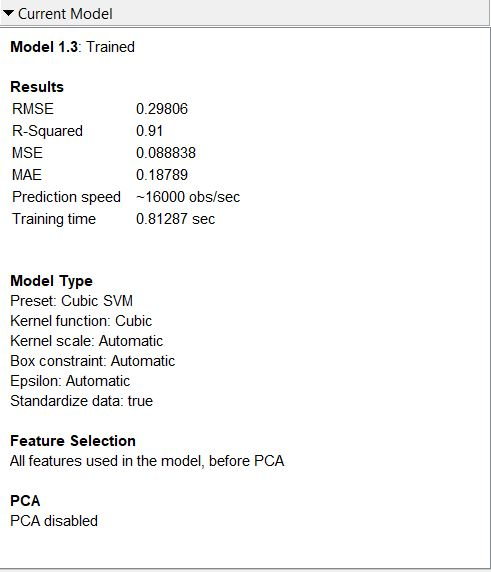 Current Model
Model 1.3: Trained
Results
RMSE 0.29806
R-Squared 0.91
MSE 0.088838
MAE 0.18789
Prediction speed ~16000 obs/sec
Training time 0.81287 sec
Model Type
Preset: Cubic SVM
Kernel function: Cubic
Kernel scale: Automatic
Box constraint: Automatic
Epsilon: Automatic
Standardize data: true
Feature Selection
All features used in the model, before PCA
PCA
PCA disabled